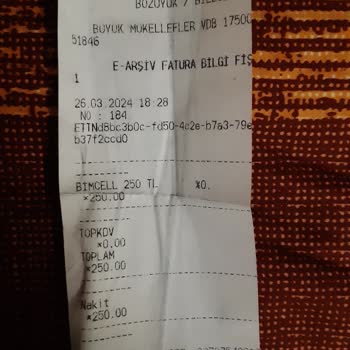 BOZUYUK /
BUYUK MUKELLEFLER VDB 17500
51846
E-ARŞİV FATURA BİLGİ FİŞ
1
26.03.2024 18:28
NO : 184
ETTNd8bc3b0c-fd50-4c2e-b7a3-79e
b37f2ccd0
BIMCELL 250 TL %0.
*250.00
TOPKDV
*0.00
TOPLAM
*250.00
Nakit
*250.00